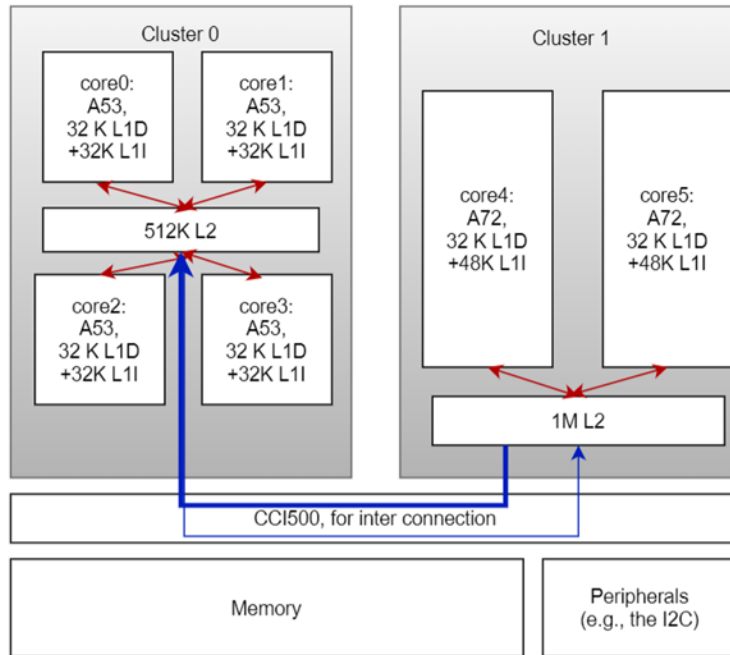 Cluster 0
core0:
A53,
32 K L1D
+32K L1I
core1:
A53,
32 K L1D
+32K L1I
512K L2
core2:
A53,
32 K L1D
+32K L1I
core3:
A53,
32 K L1D
+32K L1I
Cluster 1
core4:
A72,
32 K L1D
+48K L1I
core5:
A72,
32 K L1D
+48K L1I
1M L2
CCI500, for inter connection
Memory
Peripherals
(e.g., the I2C)